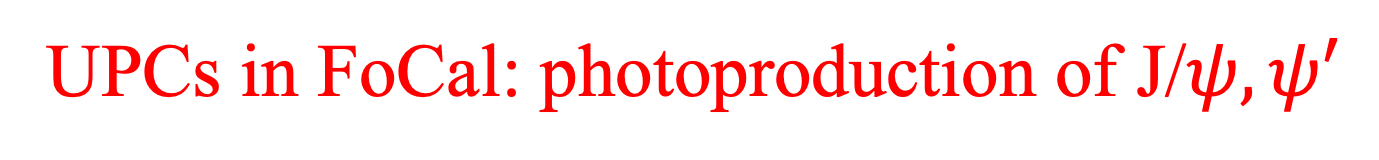 UPCs in FoCal: photoproduction of J/ψ, ψ′